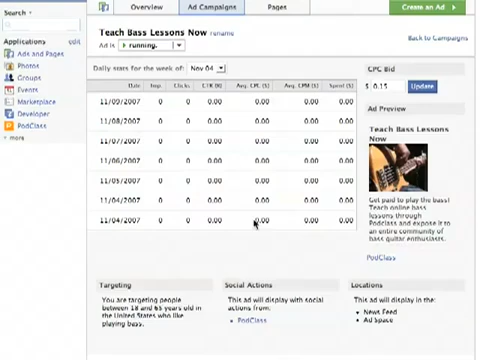 Search
Applications edit
Ads and Pages
Photos
Groups
Events
Marketplace
Developer
PodClass
more
Overview Ad Campaigns Pages Create an Ad
Teach Bass Lessons Now rename
Ad is running.
Back to Campaigns
Daily stats for the week of: Nov 04
Date Imp. Clicks CTR (%) Avg. CPC ($) Avg. CPM ($) Spent ($)
11/09/2007 0 0 0.00 0.00 0.00 0.00
11/08/2007 0 0 0.00 0.00 0.00 0.00
11/07/2007 0 0 0.00 0.00 0.00 0.00
11/06/2007 0 0 0.00 0.00 0.00 0.00
11/05/2007 0 0 0.00 0.00 0.00 0.00
11/04/2007 0 0 0.00 0.00 0.00 0.00
11/04/2007 0 0 0.00 0.00 0.00 0.00
CPC Bid
$ 0.15 Update
Ad Preview
Teach Bass Lessons
Now
Get paid to play the bass!
Teach online bass
lessons through
Podclass and expose it to
an entire community of
bass guitar enthusiasts.
PodClass
Targeting
You are targeting people
between 18 and 65 years old in
the United States who like
playing bass.
Social Actions
This ad will display with social
actions from:
PodClass
Locations
This ad will display in the:
News Feed
Ad Space